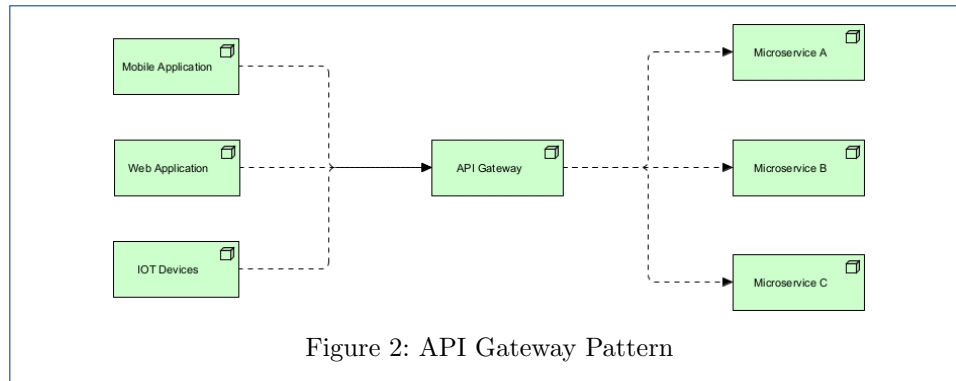 Mobile Application
Web Application
IOT Devices
API Gateway
Microservice A
Microservice B
Microservice C
Figure 2: API Gateway Pattern